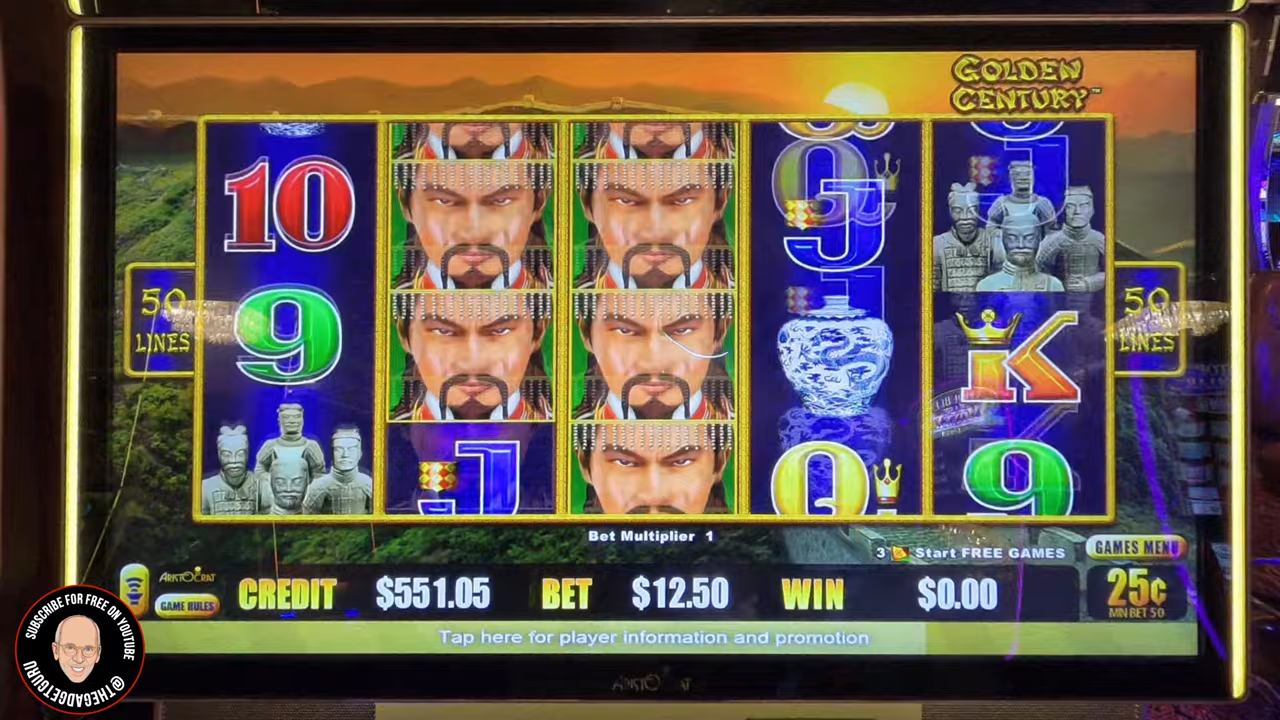 GOLDEN
CENTURY™
10
J
Q
J
50
LINES
9
K
50
LINES
J
Q
9
Bet Multiplier 1
3 Start FREE GAMES
GAMES MENU
ARISTOCRAT
GAME RULES
CREDIT $551.05 BET $12.50 WIN $0.00
25¢
MIN BET 50
Tap here for player information and promotion
ARISTOCRAT
SUBSCRIBE FOR FREE ON YOUTUBE
@THEGADGETGURU